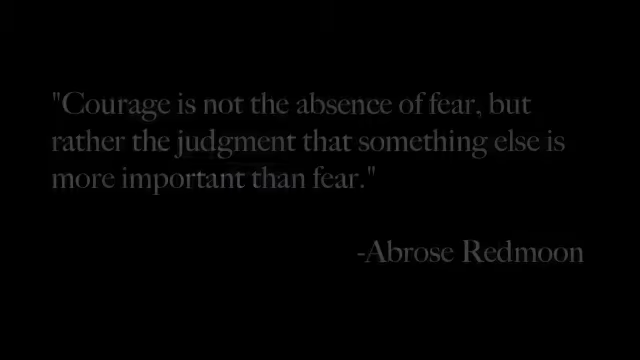 "Courage is not the absence of fear, but
rather the judgment that something else is
more important than fear."
-Abrose Redmoon